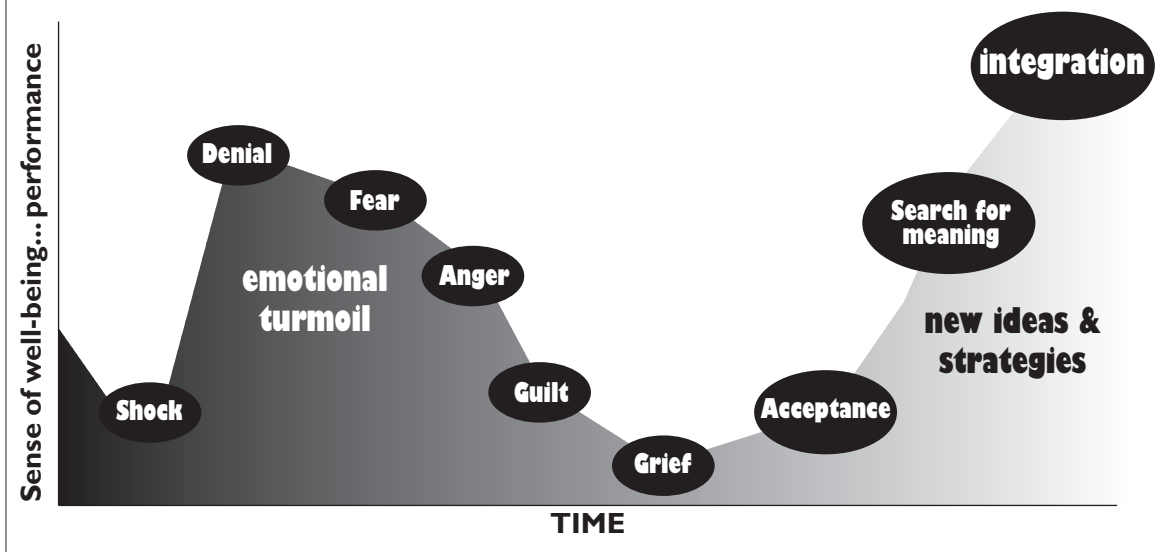 Sense of well-being... performance
integration
Denial
Fear
Search for
meaning
emotional
turmoil
Anger
new ideas &
strategies
Shock
Guilt
Acceptance
Grief
TIME